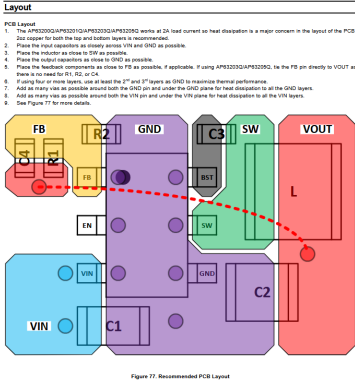 Layout
PCB Layout
1. The AP63200Q/AP63201Q/AP63203Q/AP63205Q works at 2A load current so heat dissipation is a major concern in the layout of the PCB.
2oz copper for both the top and bottom layers is recommended.
2. Place the input capacitors as closely across VIN and GND as possible.
3. Place the inductor as close to SW as possible.
4. Place the output capacitors as close to GND as possible.
5. Place the feedback components as close to FB as possible, if applicable. If using AP63203Q/AP63205Q, tie the FB pin directly to VOUT as
there is no need for R1, R2, or C4.
6. If using four or more layers, use at least the 2nd and 3rd layers as GND to maximize thermal performance.
7. Add as many vias as possible around both the GND pin and under the GND plane for heat dissipation to all the GND layers.
8. Add as many vias as possible around both the VIN pin and under the VIN plane for heat dissipation to all the VIN layers.
9. See Figure 77 for more details.
FB R2 GND C3 SW VOUT
C4 R1 FB BST L
EN SW
VIN GND
C2
VIN C1
Figure 77. Recommended PCB Layout